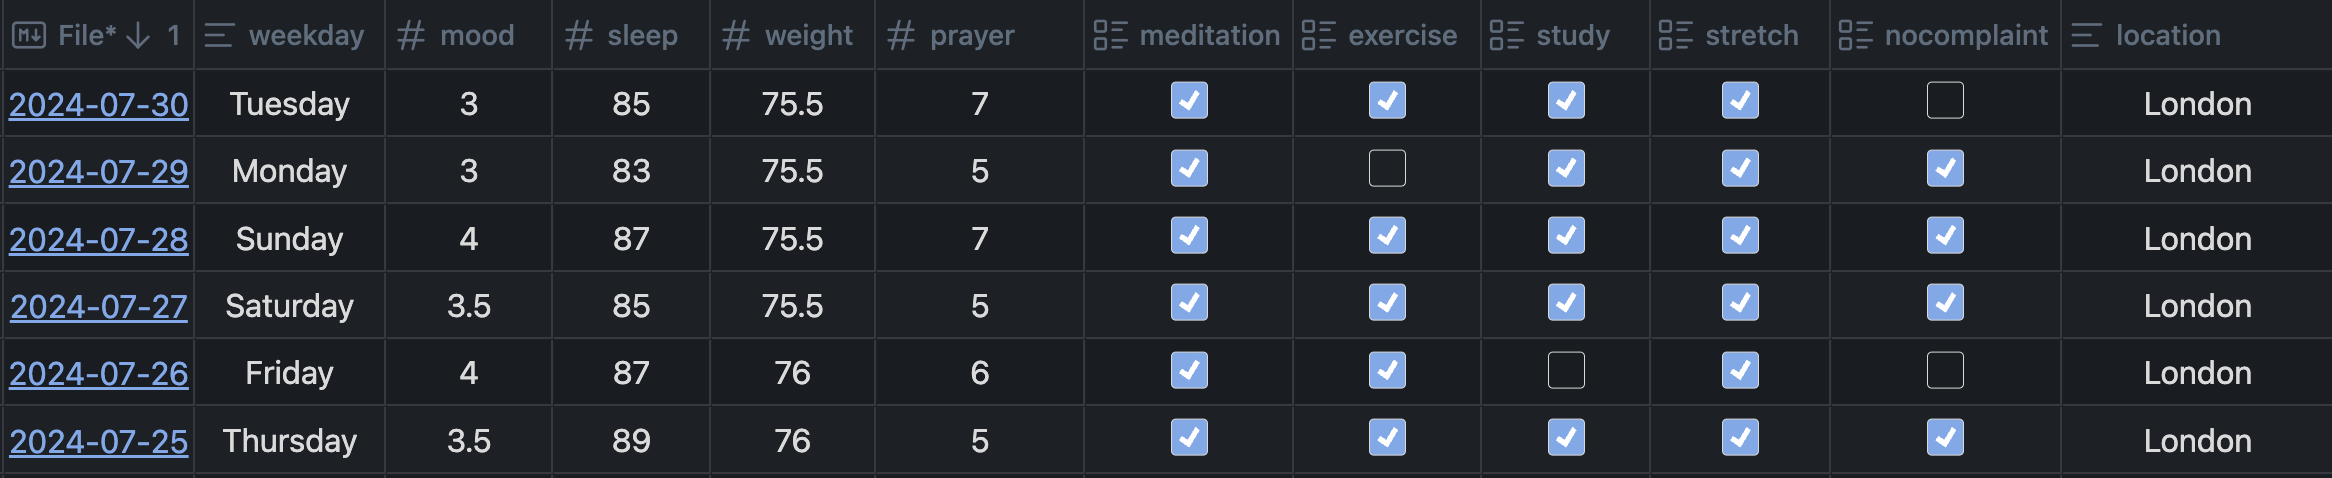 File* ↓ 1 weekday # mood # sleep # weight # prayer meditation exercise study stretch nocomplaint location
2024-07-30 Tuesday 3 85 75.5 7 London
2024-07-29 Monday 3 83 75.5 5 London
2024-07-28 Sunday 4 87 75.5 7 London
2024-07-27 Saturday 3.5 85 75.5 5 London
2024-07-26 Friday 4 87 76 6 London
2024-07-25 Thursday 3.5 89 76 5 London